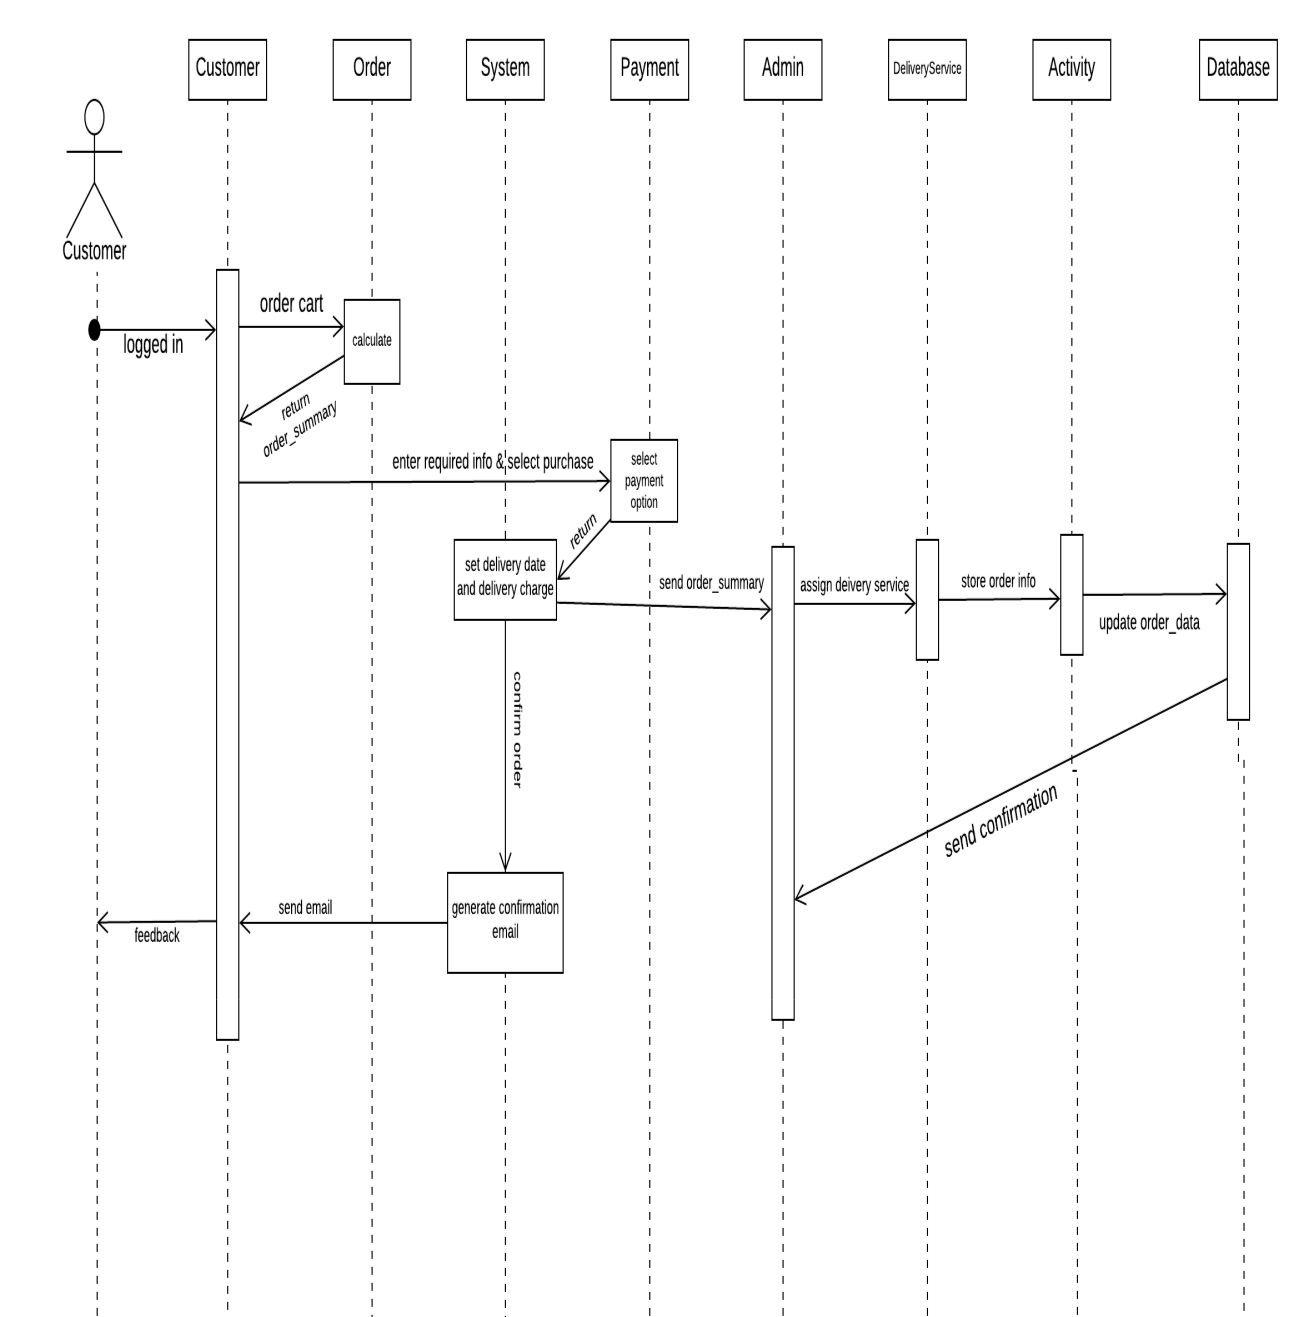 Customer
Order
System
Payment
Admin
DeliveryService
Activity
Database
Customer
order cart
logged in
calculate
return
order_summary
enter required info & select purchase
select
payment
option
return
set delivery date
and delivery charge
send order_summary
assign deivery service
store order info
update order_data
confirm order
send confirmation
generate confirmation
email
send email
feedback